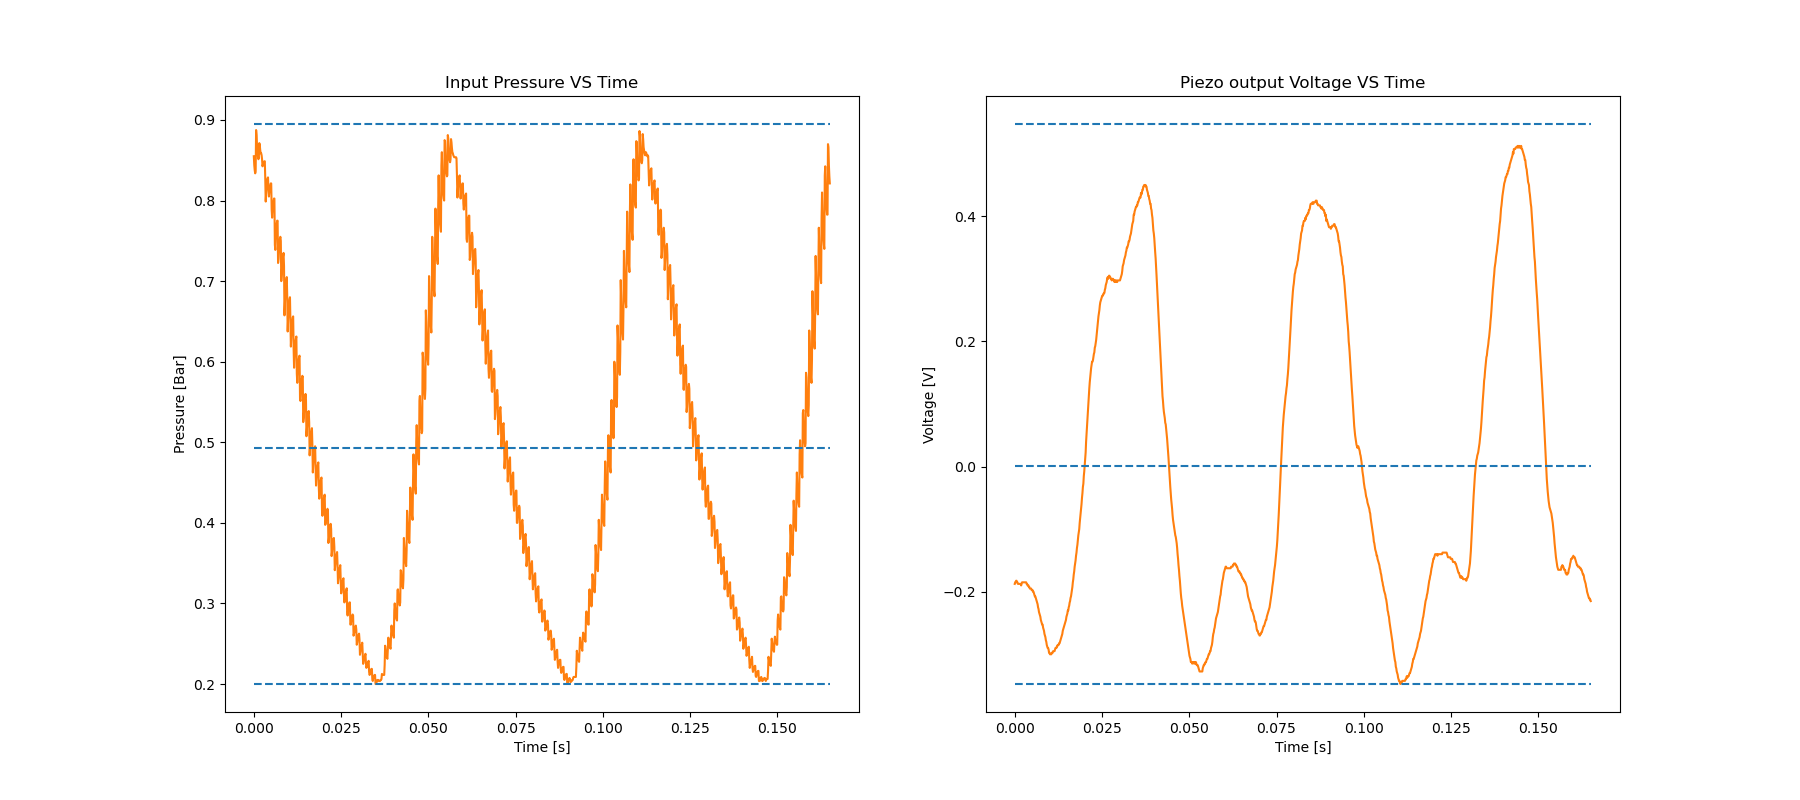 Input Pressure VS Time
0.9
0.8
0.7
0.6
0.5
0.4
0.3
0.2
Pressure [Bar]
0.000 0.025 0.050 0.075 0.100 0.125 0.150
Time [s]
Piezo output Voltage VS Time
0.4
0.2
0.0
−0.2
Voltage [V]
0.000 0.025 0.050 0.075 0.100 0.125 0.150
Time [s]